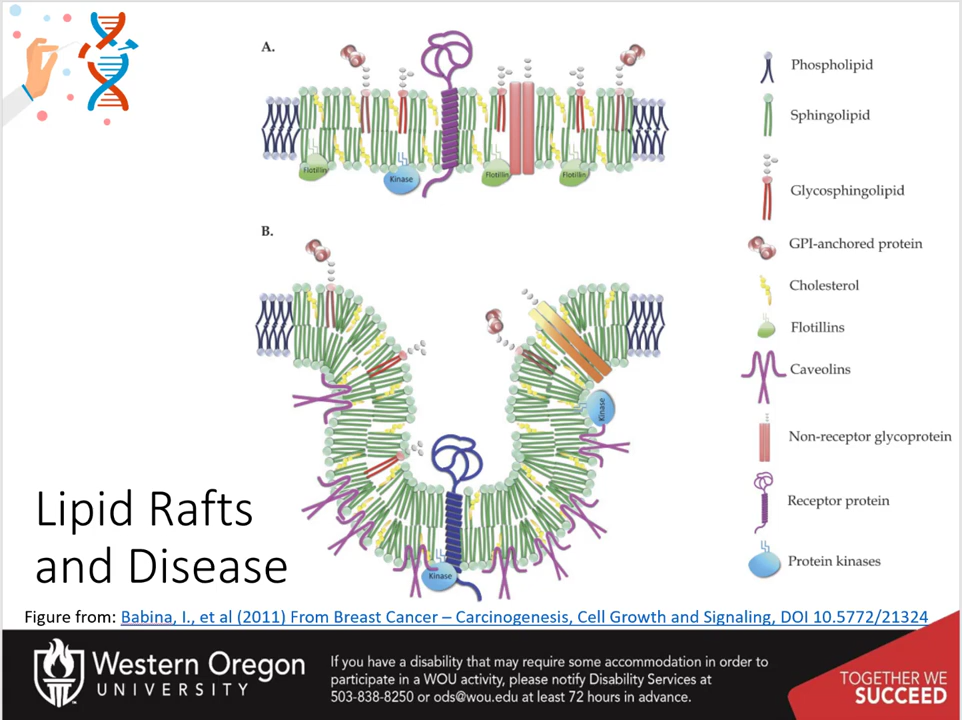 A.
Flotillin
Kinase
Flotillin
Flotillin
B.
Kinase
Kinase
Phospholipid
Sphingolipid
Glycosphingolipid
GPI-anchored protein
Cholesterol
Flotillins
Caveolins
Non-receptor glycoprotein
Receptor protein
Protein kinases
Lipid Rafts
and Disease
Figure from: Babina, I., et al (2011) From Breast Cancer – Carcinogenesis, Cell Growth and Signaling, DOI 10.5772/21324
Western Oregon
UNIVERSITY
If you have a disability that may require some accommodation in order to
participate in a WOU activity, please notify Disability Services at
503-838-8250 or ods@wou.edu at least 72 hours in advance.
TOGETHER WE
SUCCEED